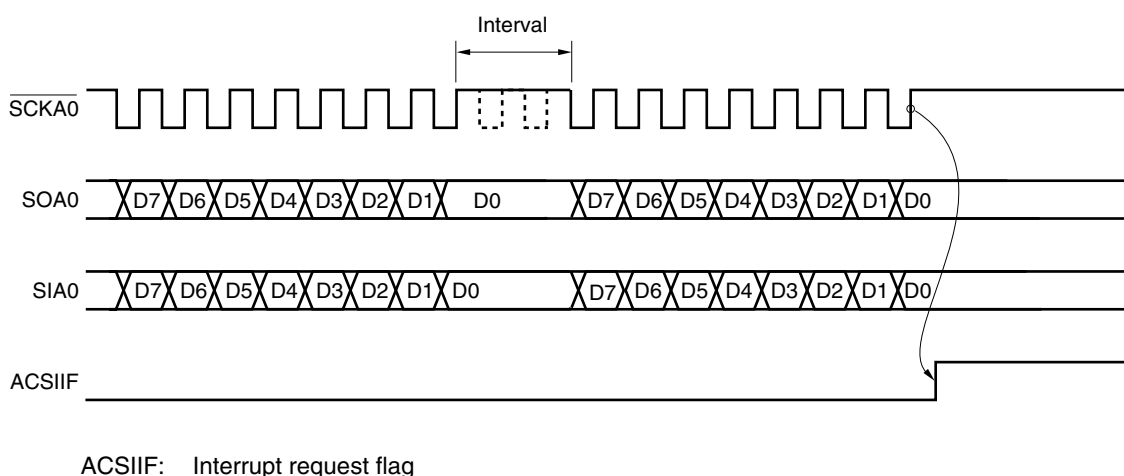 Interval
SCKA0
SOA0 D7 D6 D5 D4 D3 D2 D1 D0 D7 D6 D5 D4 D3 D2 D1 D0
SIA0 D7 D6 D5 D4 D3 D2 D1 D0 D7 D6 D5 D4 D3 D2 D1 D0
ACSIIF
ACSIIF: Interrupt request flag